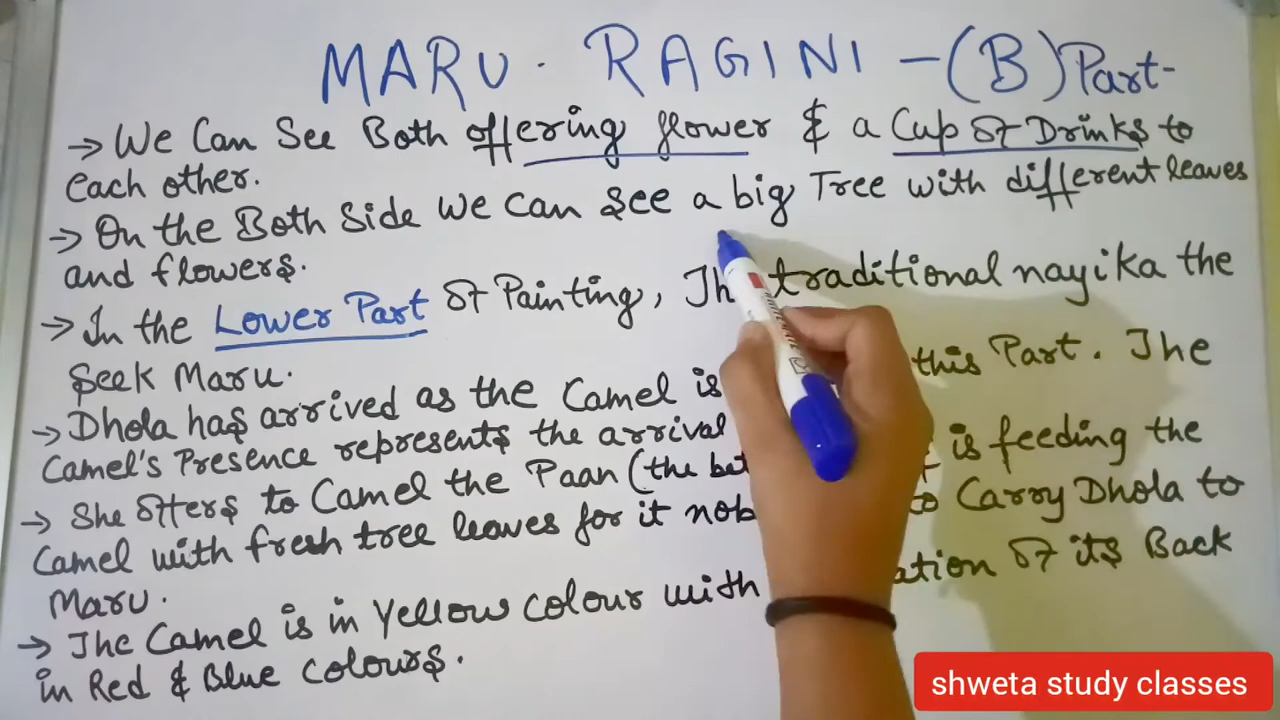 MARU. RAGINI - (B) Part-
→ We Can See Both offering flower & a Cup of Drinks to
each other.
→ On the Both Side We can see a big Tree with different leaves
and flowers.
→ In the Lower Part of Painting, The traditional nayika the
Seek Maru.
→ Dhola has arrived as the Camel is this Part. The
Camel's Presence represents the arrival
→ She offers to Camel the Paan (the is feeding the
Camel with fresh tree leaves for it to Carry Dhola to
Maru.
→ The Camel is in Yellow colour with of its Back
in Red & Blue colours.
shweta study classes